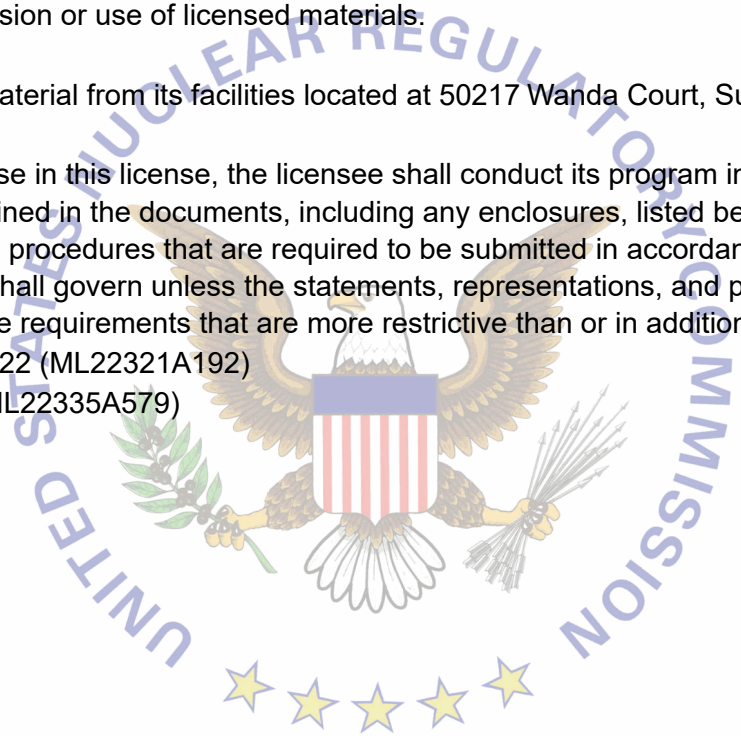 sion or use of licensed materials.
aterial from its facilities located at 50217 Wanda Court, Su
se in this license, the licensee shall conduct its program in
ined in the documents, including any enclosures, listed be
procedures that are required to be submitted in accordan
hall govern unless the statements, representations, and p
e requirements that are more restrictive than or in addition
22 (ML22321A192)
ML22335A579)
UNITED STATES NUCLEAR REGULATORY COMMISSION